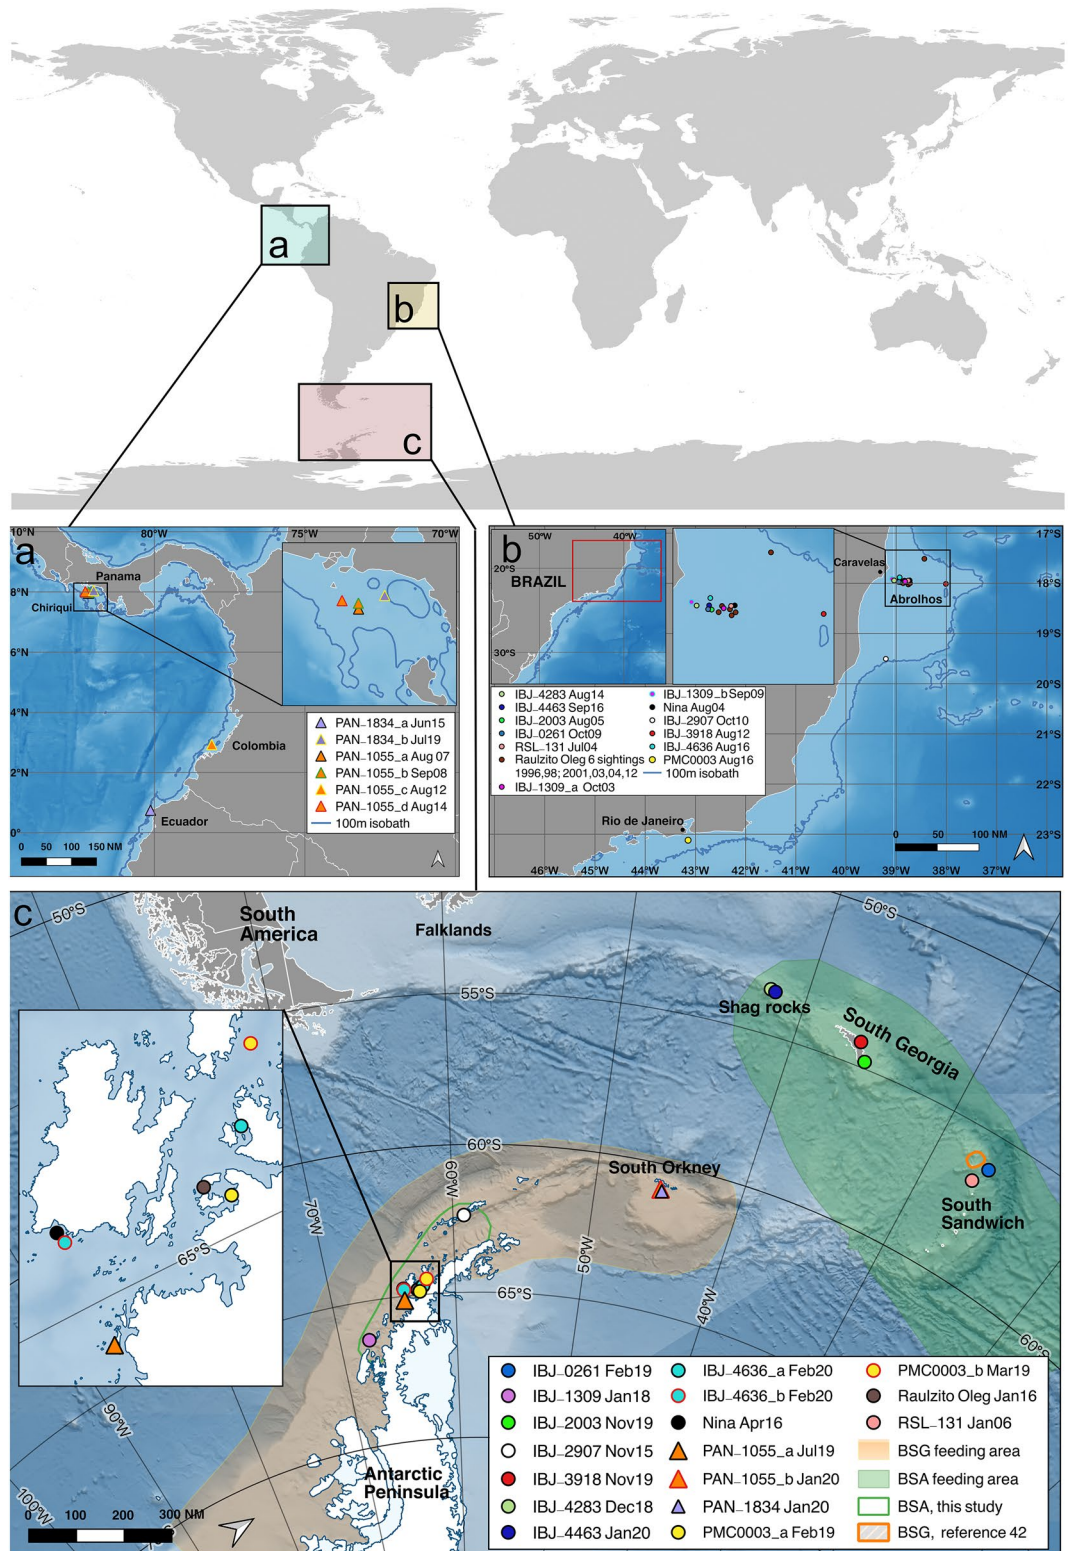 a
b
c
a
10°N
80°W
75°W
70°W
Panama
8°N
Chiriqui
6°N
4°N
Colombia
2°N
Ecuador
0°
0 50 100 150 NM
PAN_1834_a Jun15
PAN_1834_b Jul19
PAN_1055_a Aug 07
PAN_1055_b Sep08
PAN_1055_c Aug12
PAN_1055_d Aug14
100m isobath
b
50°W
40°W
20°S
BRAZIL
30°S
Caravelas
Abrolhos
17°S
18°S
19°S
20°S
21°S
22°S
23°S
IBJ_4283 Aug14
IBJ_4463 Sep16
IBJ_2003 Aug05
IBJ_0261 Oct09
RSL_131 Jul04
Raulzito Oleg 6 sightings
1996,98; 2001,03,04,12
IBJ_1309_a Oct03
IBJ_1309_b Sep09
Nina Aug04
IBJ_2907 Oct10
IBJ_3918 Aug12
IBJ_4636 Aug16
PMC0003 Aug16
100m isobath
Rio de Janeiro
0 50 100 NM
46°W 45°W 44°W 43°W 42°W 41°W 40°W 39°W 38°W 37°W
c
50°S
South
America
Falklands
50°S
55°S
Shag rocks
South Georgia
60°S
60°W
South Orkney
South
Sandwich
70°W
65°S
65°S
50°W
40°W
60°S
90°W
100°W
Antarctic
Peninsula
0 100 200 300 NM
IBJ_0261 Feb19
IBJ_1309 Jan18
IBJ_2003 Nov19
IBJ_2907 Nov15
IBJ_3918 Nov19
IBJ_4283 Dec18
IBJ_4463 Jan20
IBJ_4636_a Feb20
IBJ_4636_b Feb20
Nina Apr16
PAN_1055_a Jul19
PAN_1055_b Jan20
PAN_1834 Jan20
PMC0003_a Feb19
PMC0003_b Mar19
Raulzito Oleg Jan16
RSL_131 Jan06
BSG feeding area
BSA feeding area
BSA, this study
BSG, reference 42